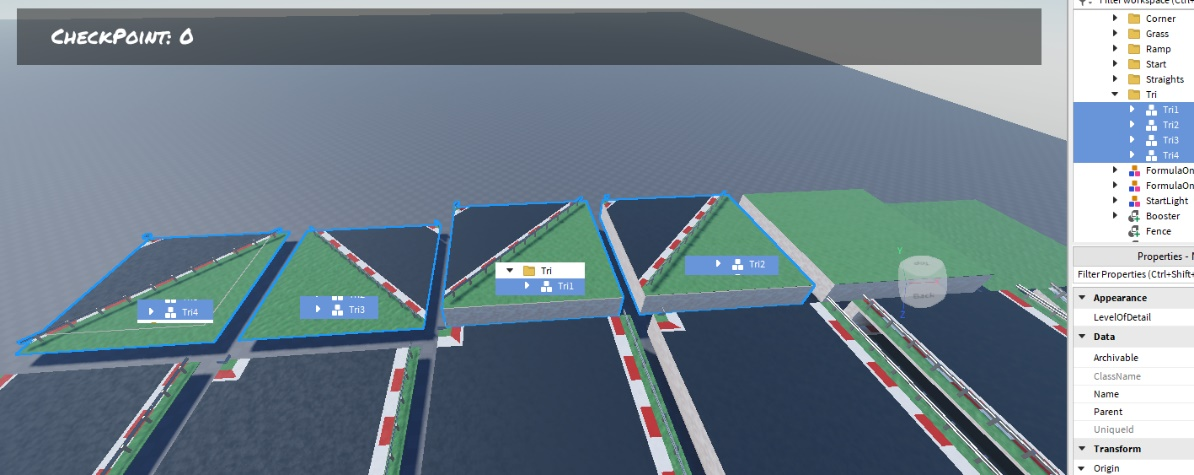 CHECKPOINT: 0
Tri4
Tri3
Tri
Tri1
Tri2
Y
Z
Filter workspace (Ctrl+
Corner
Grass
Ramp
Start
Straights
Tri
Tri1
Tri2
Tri3
Tri4
FormulaOn
FormulaOn
StartLight
Booster
Fence
Properties - M
Filter Properties (Ctrl+Shift+
Appearance
LevelOfDetail
Data
Archivable
ClassName
Name
Parent
UniqueId
Transform
Origin